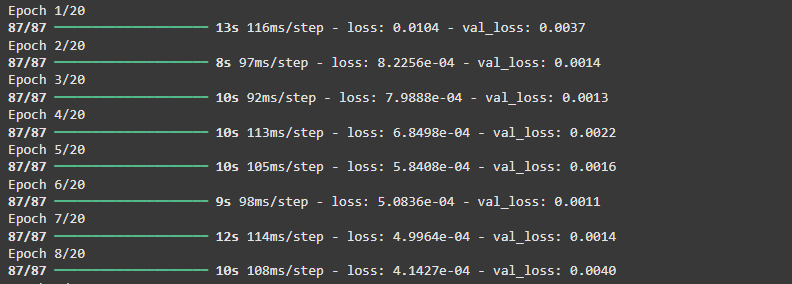 Epoch 1/20
87/87 ━━━━━━━━━━━━━━━━━━━━ 13s 116ms/step - loss: 0.0104 - val_loss: 0.0037
Epoch 2/20
87/87 ━━━━━━━━━━━━━━━━━━━━ 8s 97ms/step - loss: 8.2256e-04 - val_loss: 0.0014
Epoch 3/20
87/87 ━━━━━━━━━━━━━━━━━━━━ 10s 92ms/step - loss: 7.9888e-04 - val_loss: 0.0013
Epoch 4/20
87/87 ━━━━━━━━━━━━━━━━━━━━ 10s 113ms/step - loss: 6.8498e-04 - val_loss: 0.0022
Epoch 5/20
87/87 ━━━━━━━━━━━━━━━━━━━━ 10s 105ms/step - loss: 5.8408e-04 - val_loss: 0.0016
Epoch 6/20
87/87 ━━━━━━━━━━━━━━━━━━━━ 9s 98ms/step - loss: 5.0836e-04 - val_loss: 0.0011
Epoch 7/20
87/87 ━━━━━━━━━━━━━━━━━━━━ 12s 114ms/step - loss: 4.9964e-04 - val_loss: 0.0014
Epoch 8/20
87/87 ━━━━━━━━━━━━━━━━━━━━ 10s 108ms/step - loss: 4.1427e-04 - val_loss: 0.0040